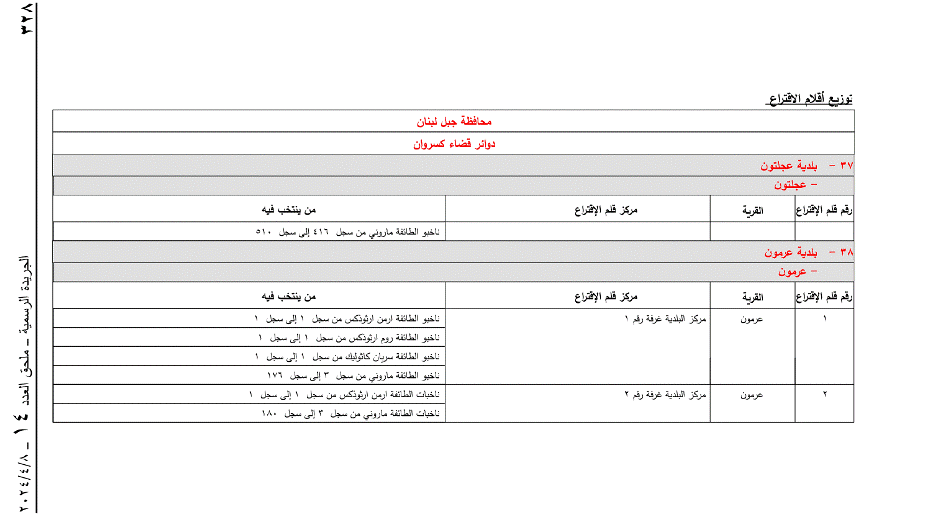 ٣٢٨
توزيع أقلام الاقتراع
محافظة جبل لبنان
دوائر قضاء كسروان
٣٧ - بلدية عجلتون
- عجلتون
رقم قلم الإقتراع القرية مركز قلم الإقتراع من ينتخب فيه
ناخبو الطائفة ماروني من سجل ٤١٦ إلى سجل ٥١٠
٣٨ - بلدية عرمون
- عرمون
رقم قلم الإقتراع القرية مركز قلم الإقتراع من ينتخب فيه
١ عرمون مركز البلدية غرفة رقم ١ ناخبو الطائفة ارمن ارثوذكس من سجل ١ إلى سجل ١
ناخبو الطائفة روم ارثوذكس من سجل ١ إلى سجل ١
ناخبو الطائفة سريان كاثوليك من سجل ١ إلى سجل ١
ناخبو الطائفة ماروني من سجل ٣ إلى سجل ١٧٦
٢ عرمون مركز البلدية غرفة رقم ٢ ناخبات الطائفة ارمن ارثوذكس من سجل ١ إلى سجل ١
ناخبات الطائفة ماروني من سجل ٣ إلى سجل ١٨٠
الجريدة الرسمية - ملحق العدد ١٤ - ٢٠٢٤/٤/٨